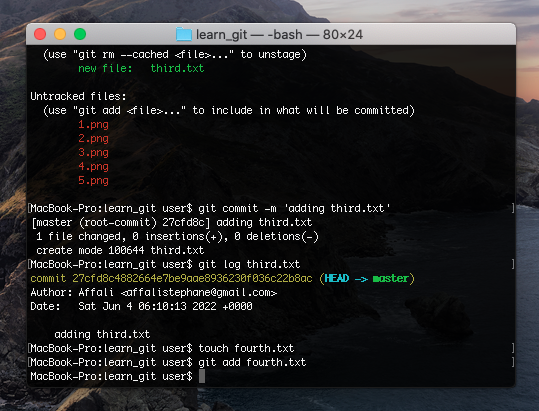 learn_git — -bash — 80×24
(use "git rm --cached <file>..." to unstage)
new file:   third.txt
Untracked files:
(use "git add <file>..." to include in what will be committed)
1.png
2.png
3.png
4.png
5.png
[MacBook-Pro:learn_git user$ git commit -m 'adding third.txt' ]
[master (root-commit) 27cfd8c] adding third.txt
1 file changed, 0 insertions(+), 0 deletions(-)
create mode 100644 third.txt
[MacBook-Pro:learn_git user$ git log third.txt ]
commit 27cfd8c4882664e7be9aae8936230f036c22b8ac (HEAD -> master)
Author: Affali <affalistephane@gmail.com>
Date:   Sat Jun 4 06:10:13 2022 +0000
adding third.txt
[MacBook-Pro:learn_git user$ touch fourth.txt ]
[MacBook-Pro:learn_git user$ git add fourth.txt ]
MacBook-Pro:learn_git user$